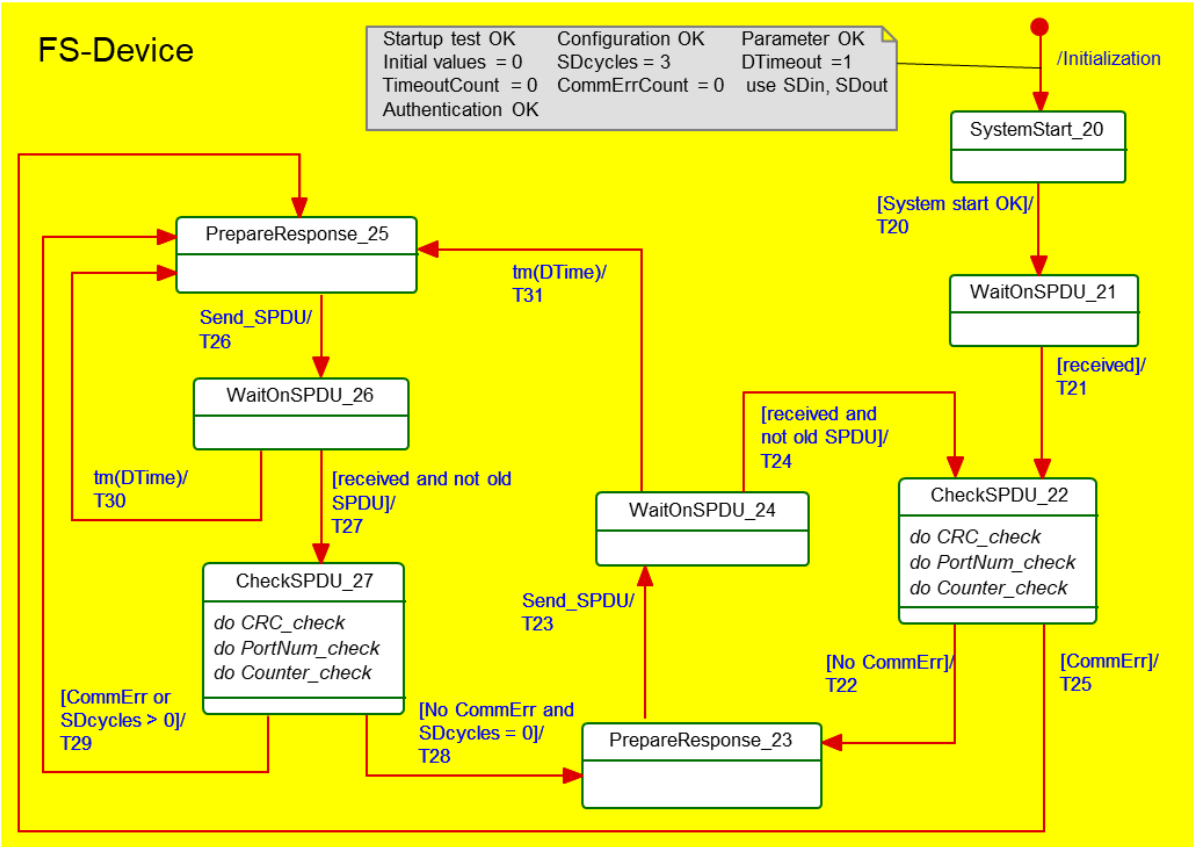 FS-Device
Startup test OK Configuration OK Parameter OK
Initial values = 0 SDcycles = 3 DTimeout =1
TimeoutCount = 0 CommErrCount = 0 use SDin, SDout
Authentication OK
/Initialization
SystemStart_20
[System start OK]/
T20
WaitOnSPDU_21
[received]/
T21
PrepareResponse_25
tm(DTime)/
T31
Send_SPDU/
T26
WaitOnSPDU_26
[received and
not old SPDU]/
T24
tm(DTime)/
T30
[received and not old
SPDU]/
T27
WaitOnSPDU_24
CheckSPDU_22
do CRC_check
do PortNum_check
do Counter_check
CheckSPDU_27
do CRC_check
do PortNum_check
do Counter_check
Send_SPDU/
T23
[No CommErr]/
T22
[CommErr]/
T25
[CommErr or
SDcycles > 0]/
T29
[No CommErr and
SDcycles = 0]/
T28
PrepareResponse_23